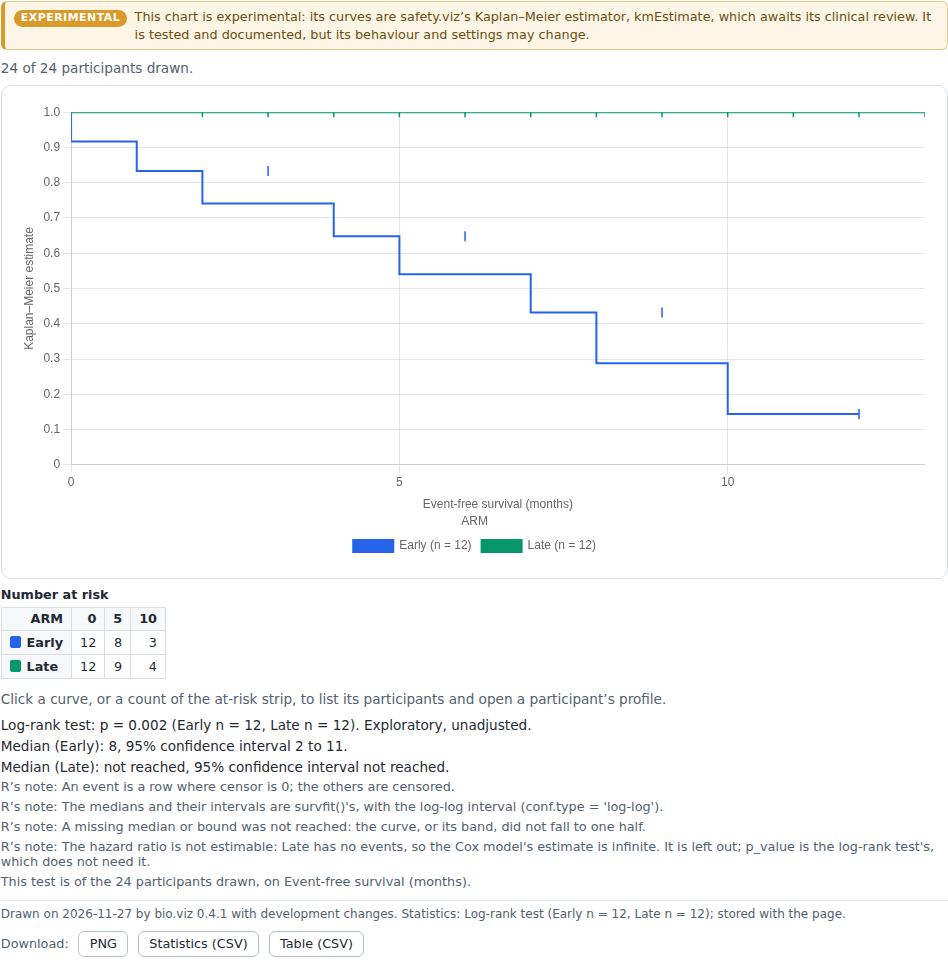 EXPERIMENTAL This chart is experimental: its curves are safety.viz’s Kaplan–Meier estimator, kmEstimate, which awaits its clinical review. It
is tested and documented, but its behaviour and settings may change.
24 of 24 participants drawn.
1.0
0.9
0.8
0.7
0.6
0.5
0.4
0.3
0.2
0.1
0
Kaplan–Meier estimate
0 5 10
Event-free survival (months)
ARM
Early (n = 12) Late (n = 12)
Number at risk
ARM 0 5 10
Early 12 8 3
Late 12 9 4
Click a curve, or a count of the at-risk strip, to list its participants and open a participant’s profile.
Log-rank test: p = 0.002 (Early n = 12, Late n = 12). Exploratory, unadjusted.
Median (Early): 8, 95% confidence interval 2 to 11.
Median (Late): not reached, 95% confidence interval not reached.
R’s note: An event is a row where censor is 0; the others are censored.
R’s note: The medians and their intervals are survfit()'s, with the log-log interval (conf.type = 'log-log').
R’s note: A missing median or bound was not reached: the curve, or its band, did not fall to one half.
R’s note: The hazard ratio is not estimable: Late has no events, so the Cox model's estimate is infinite. It is left out; p_value is the log-rank test's,
which does not need it.
This test is of the 24 participants drawn, on Event-free survival (months).
Drawn on 2026-11-27 by bio.viz 0.4.1 with development changes. Statistics: Log-rank test (Early n = 12, Late n = 12); stored with the page.
Download: PNG Statistics (CSV) Table (CSV)